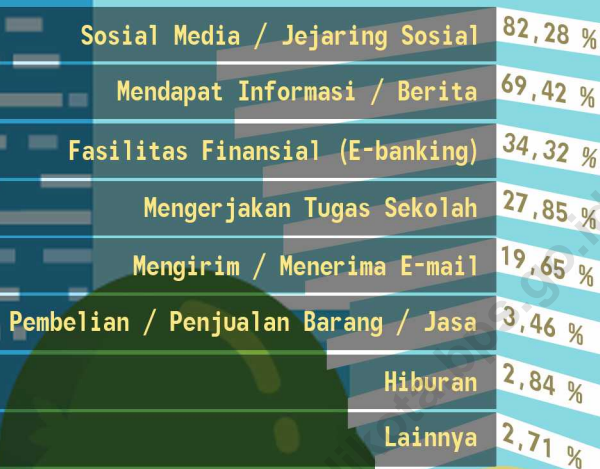 Sosial Media / Jejaring Sosial 82,28 %
Mendapat Informasi / Berita 69,42 %
Fasilitas Finansial (E-banking) 34,32 %
Mengerjakan Tugas Sekolah 27,85 %
Mengirim / Menerima E-mail 19,65 %
Pembelian / Penjualan Barang / Jasa 3,46 %
Hiburan 2,84 %
Lainnya 2,71 %